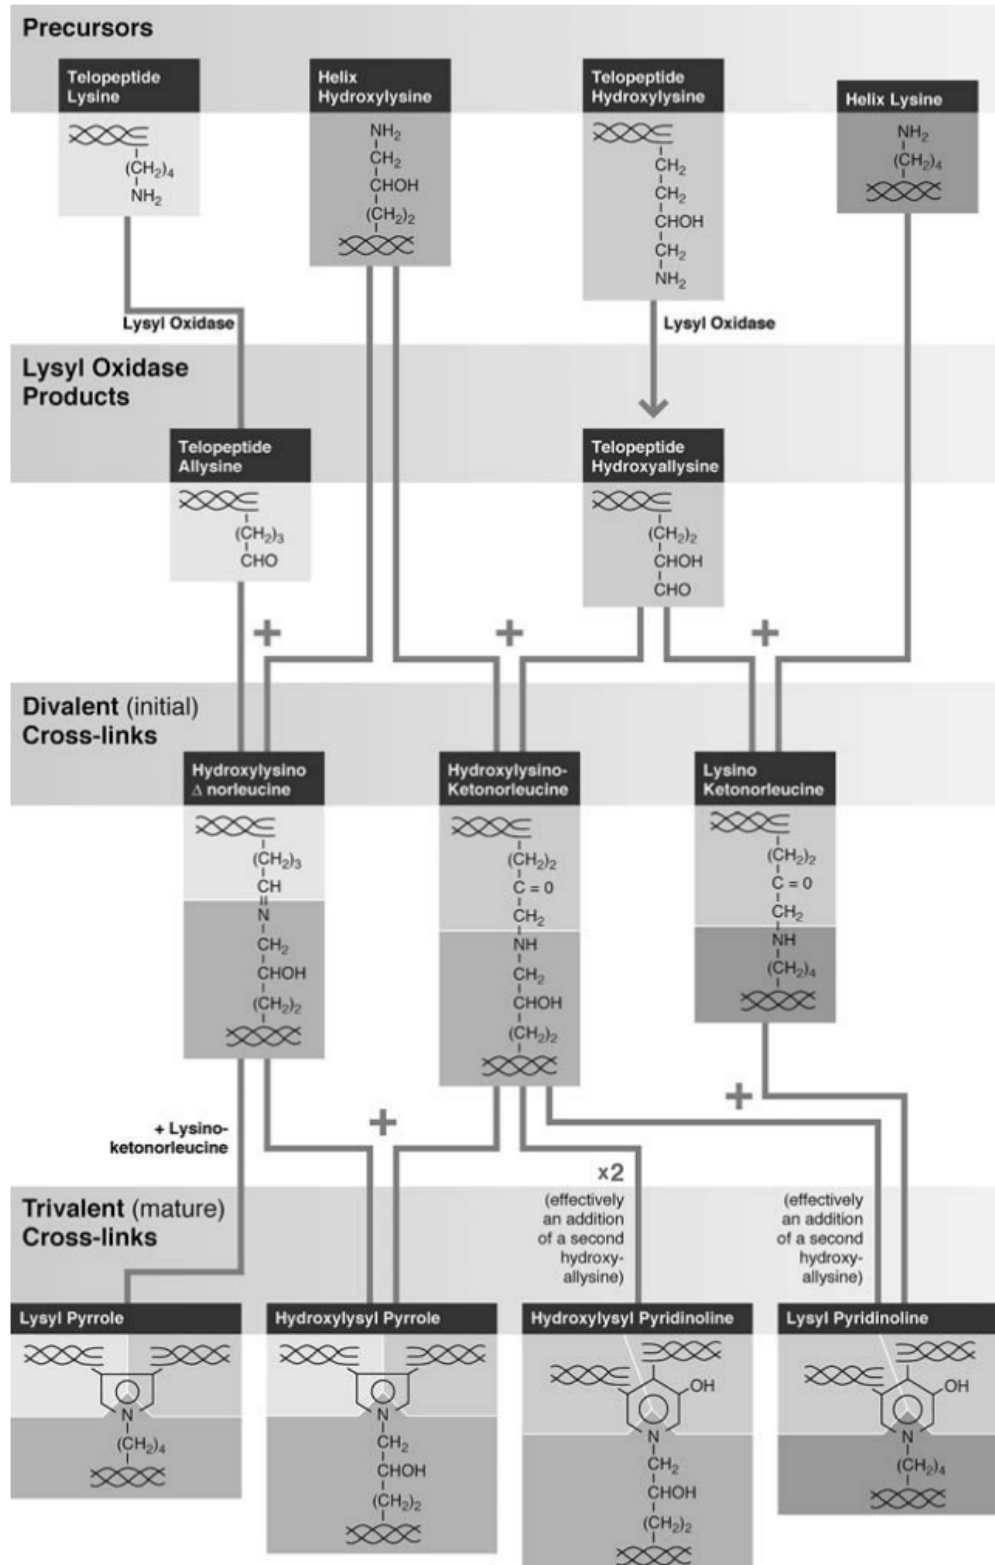 Precursors
Telopeptide
Lysine
Helix
Hydroxylysine
Telopeptide
Hydroxylysine
Helix Lysine
(CH₂)₄
NH₂
NH₂
CH₂
CHOH
(CH₂)₂
CH₂
CH₂
CHOH
CH₂
NH₂
NH₂
(CH₂)₄
Lysyl Oxidase
Lysyl Oxidase
Lysyl Oxidase
Products
Telopeptide
Allysine
Telopeptide
Hydroxyallysine
(CH₂)₃
CHO
(CH₂)₂
CHOH
CHO
+
+
+
Divalent (initial)
Cross-links
Hydroxylysino
Δ norleucine
Hydroxylysino-
Ketonorleucine
Lysino
Ketonorleucine
(CH₂)₃
CH
N
CH₂
CHOH
(CH₂)₂
(CH₂)₂
C = 0
CH₂
NH
CH₂
CHOH
(CH₂)₂
(CH₂)₂
C = 0
CH₂
NH
(CH₂)₄
+ Lysino-
ketonorleucine
+
+
x2
(effectively
an addition
of a second
hydroxy-
allysine)
(effectively
an addition
of a second
hydroxy-
allysine)
Trivalent (mature)
Cross-links
Lysyl Pyrrole
Hydroxylysyl Pyrrole
Hydroxylysyl Pyridinoline
Lysyl Pyridinoline
N
(CH₂)₄
N
CH₂
CHOH
(CH₂)₂
OH
N
CH₂
CHOH
(CH₂)₂
OH
N
(CH₂)₄